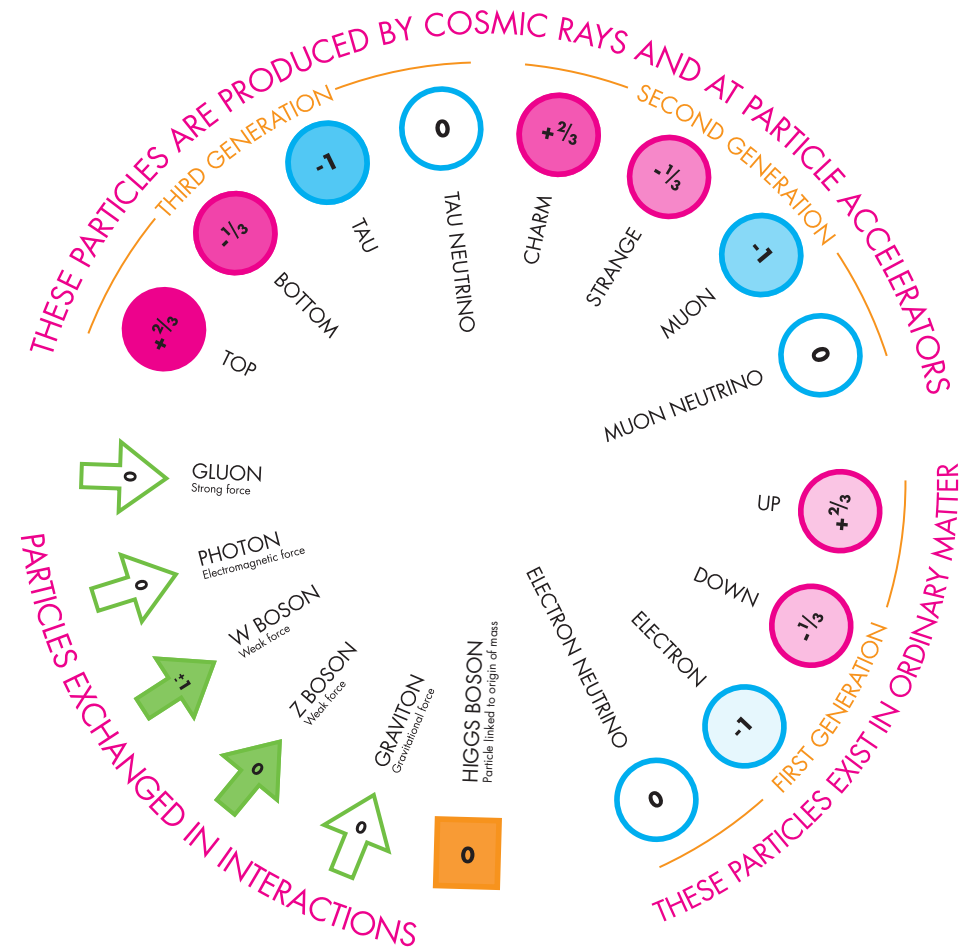 THESE PARTICLES ARE PRODUCED BY COSMIC RAYS AND AT PARTICLE ACCELERATORS
THIRD GENERATION
+2/3
TOP
-1/3
BOTTOM
-1
TAU
0
TAU NEUTRINO
SECOND GENERATION
+2/3
CHARM
-1/3
STRANGE
-1
MUON
0
MUON NEUTRINO
THESE PARTICLES EXIST IN ORDINARY MATTER
FIRST GENERATION
UP
+2/3
DOWN
-1/3
ELECTRON
-1
ELECTRON NEUTRINO
0
PARTICLES EXCHANGED IN INTERACTIONS
0
GLUON
Strong force
0
PHOTON
Electromagnetic force
+-1
W BOSON
Weak force
0
Z BOSON
Weak force
0
GRAVITON
Gravitational force
0
HIGGS BOSON
Particle linked to origin of mass